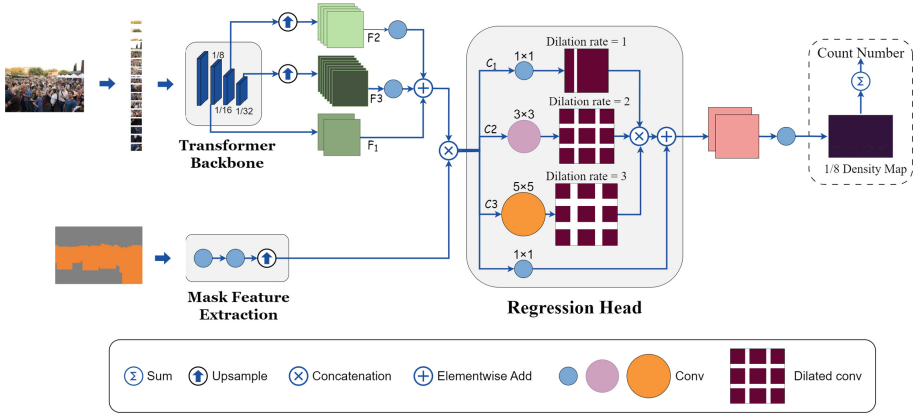 1/8
1/16
1/32
Transformer
Backbone
F2
F3
F1
Mask Feature
Extraction
C1
1×1
Dilation rate = 1
C2
3×3
Dilation rate = 2
C3
5×5
Dilation rate = 3
1×1
Regression Head
Count Number
Σ
1/8 Density Map
Σ Sum
Upsample
Concatenation
Elementwise Add
Conv
Dilated conv